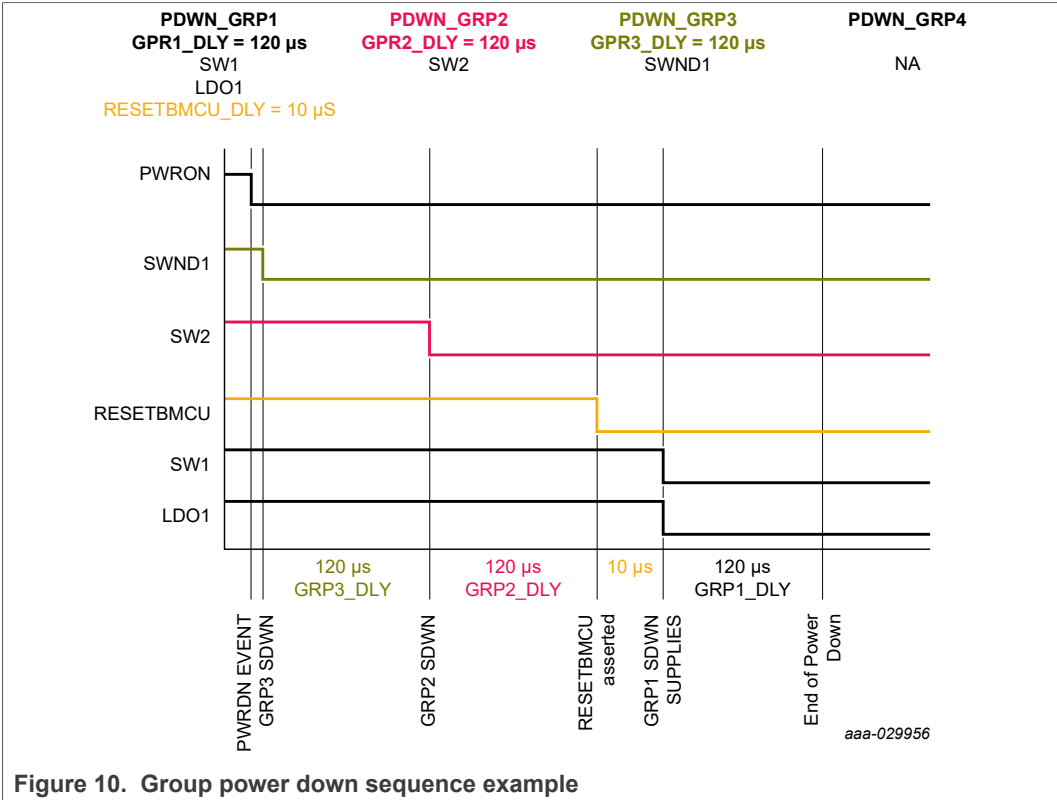 PDWN_GRP1
GPR1_DLY = 120 µs
SW1
LDO1
RESETBMCU_DLY = 10 µS
PDWN_GRP2
GPR2_DLY = 120 µs
SW2
PDWN_GRP3
GPR3_DLY = 120 µs
SWND1
PDWN_GRP4
NA
PWRON
SWND1
SW2
RESETBMCU
SW1
LDO1
120 µs
GRP3_DLY
120 µs
GRP2_DLY
10 µs
120 µs
GRP1_DLY
PWRDN EVENT
GRP3 SDWN
GRP2 SDWN
RESETBMCU
asserted
GRP1 SDWN
SUPPLIES
End of Power
Down
aaa-029956
Figure 10. Group power down sequence example